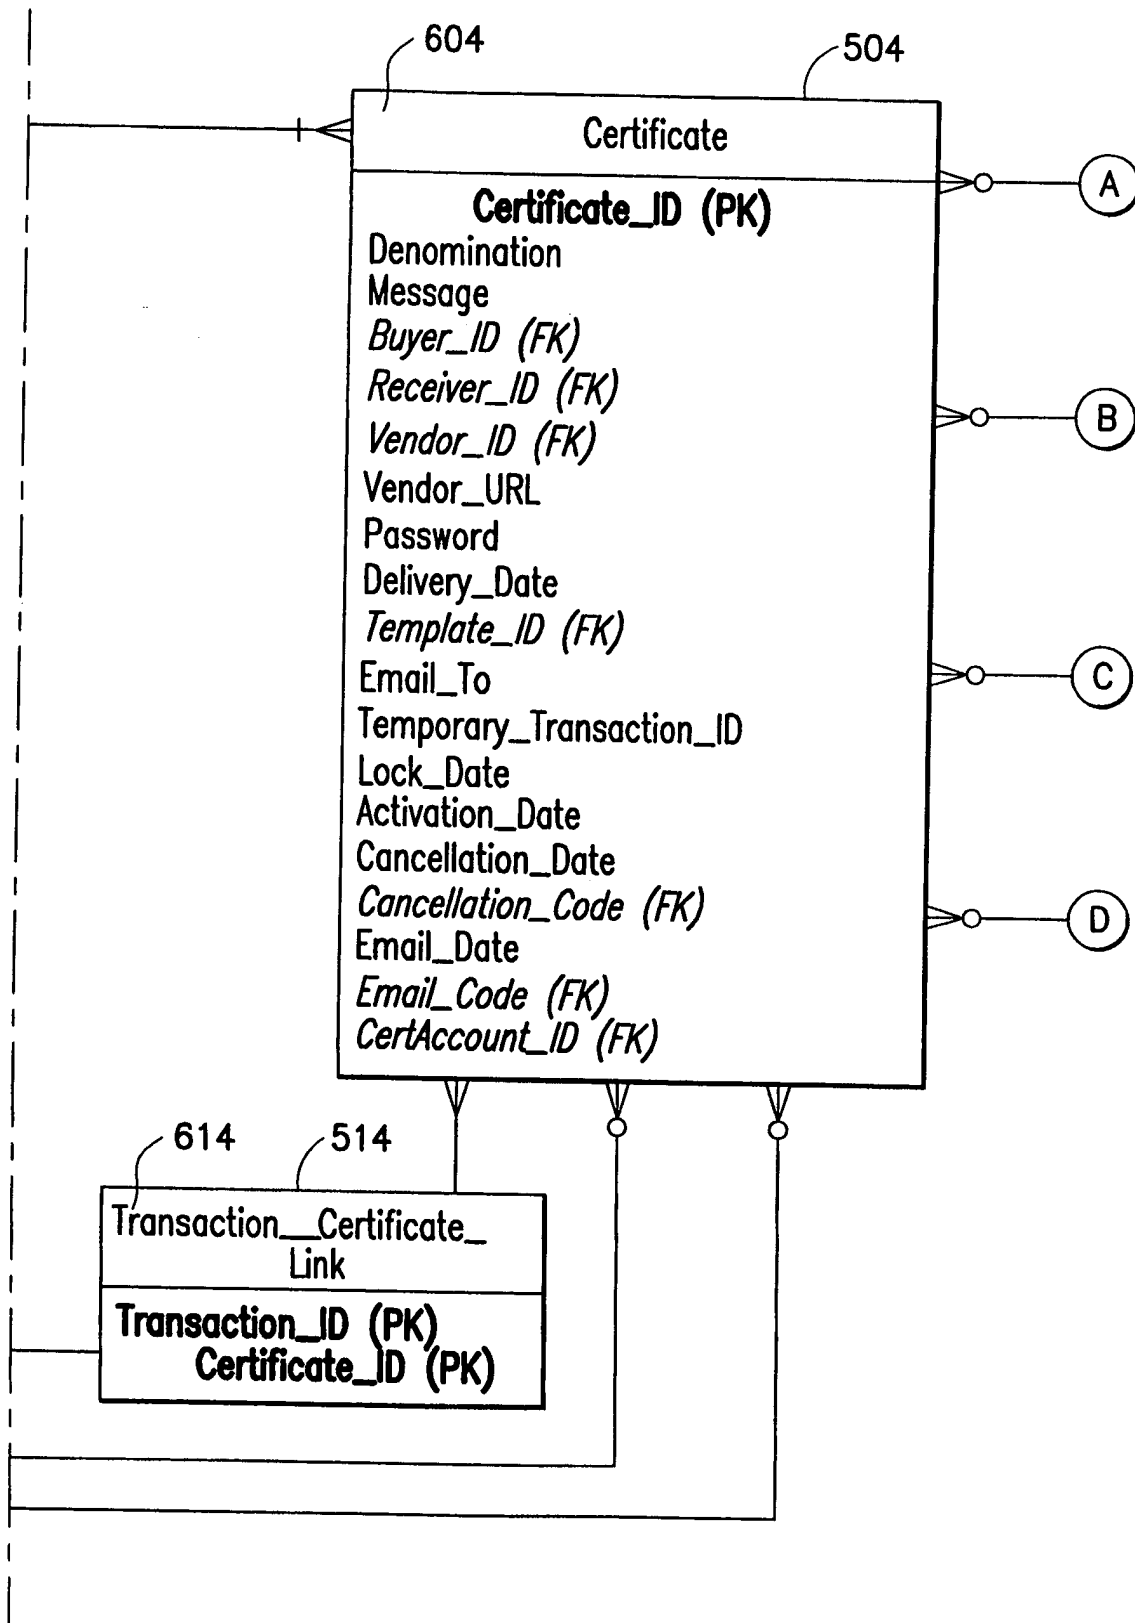 604
504
Certificate
A
Certificate_ID (PK)
Denomination
Message
Buyer_ID (FK)
Receiver_ID (FK)
B
Vendor_ID (FK)
Vendor_URL
Password
Delivery_Date
Template_ID (FK)
Email_To
C
Temporary_Transaction_ID
Lock_Date
Activation_Date
Cancellation_Date
Cancellation_Code (FK)
D
Email_Date
Email_Code (FK)
CertAccount_ID (FK)
614
514
Transaction__Certificate_
Link
Transaction_ID (PK)
Certificate_ID (PK)